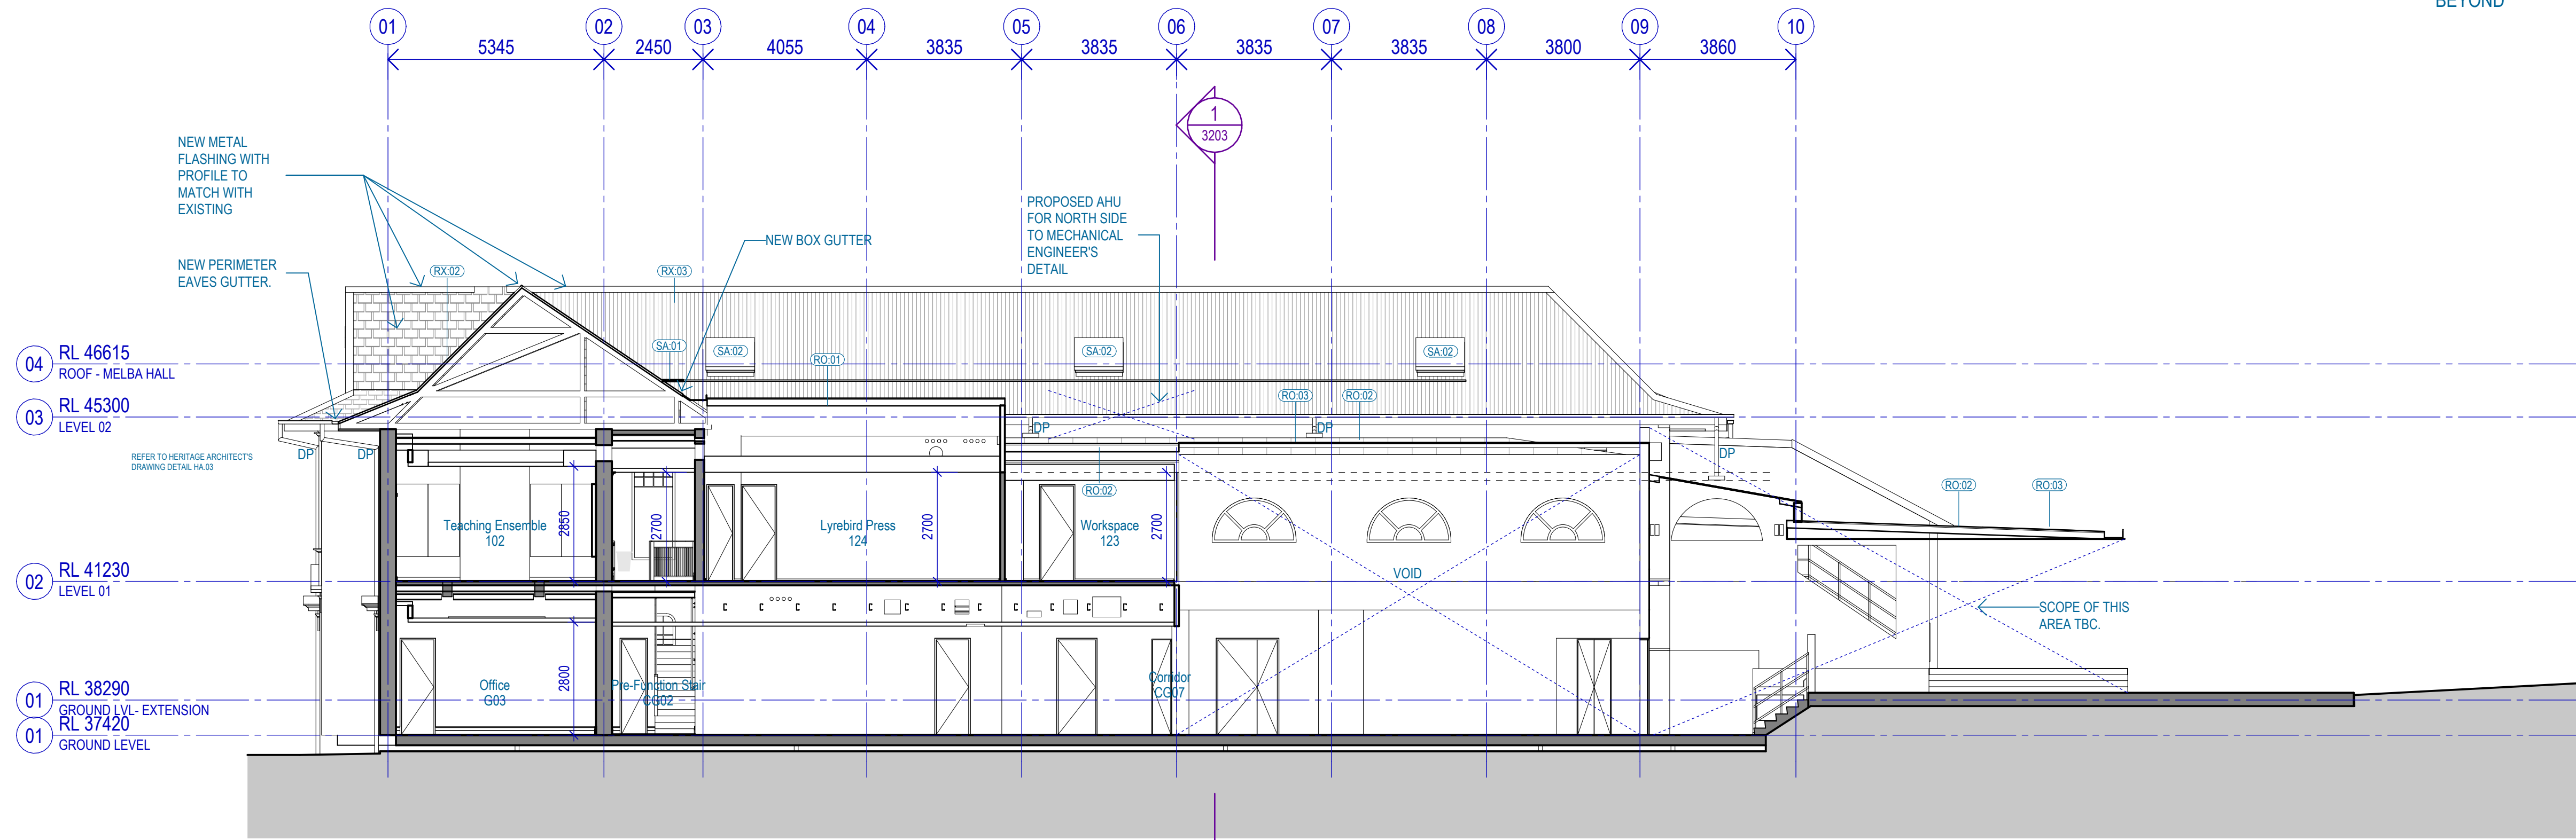 BEYOND
01 02 03 04 05 06 07 08 09 10
5345 2450 4055 3835 3835 3835 3835 3800 3860
1
3203
NEW METAL
FLASHING WITH
PROFILE TO
MATCH WITH
EXISTING
PROPOSED AHU
FOR NORTH SIDE
TO MECHANICAL
ENGINEER'S
DETAIL
NEW BOX GUTTER
NEW PERIMETER
EAVES GUTTER.
RX:02
RX:03
SA:01
SA:02
SA:02
SA:02
RO:01
04 RL 46615
ROOF - MELBA HALL
RO:03
RO:02
03 RL 45300
LEVEL 02
DP
DP
DP
DP
DP
REFER TO HERITAGE ARCHITECT'S
DRAWING DETAIL HA.03
RO:02
RO:02
RO:03
Teaching Ensemble
102
2850
2700
Lyrebird Press
124
2700
Workspace
123
2700
VOID
02 RL 41230
LEVEL 01
SCOPE OF THIS
AREA TBC.
Office
G03
2800
Pre-Function Stair
CG02
Corridor
CG07
01 RL 38290
GROUND LVL- EXTENSION
01 RL 37420
GROUND LEVEL